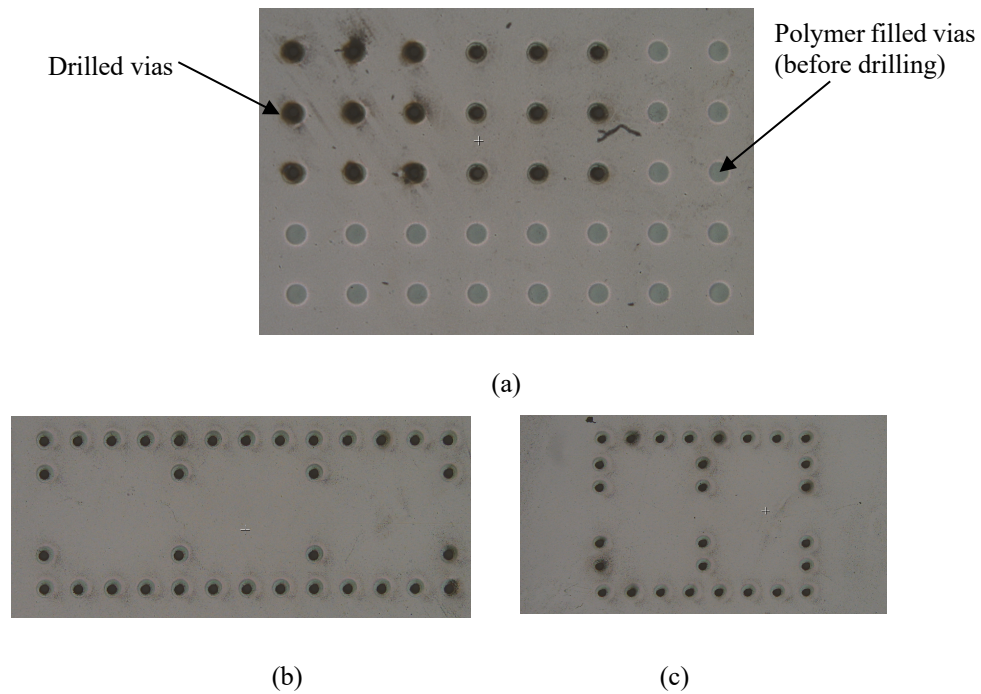 Drilled vias
Polymer filled vias
(before drilling)
(a)
(b)
(c)